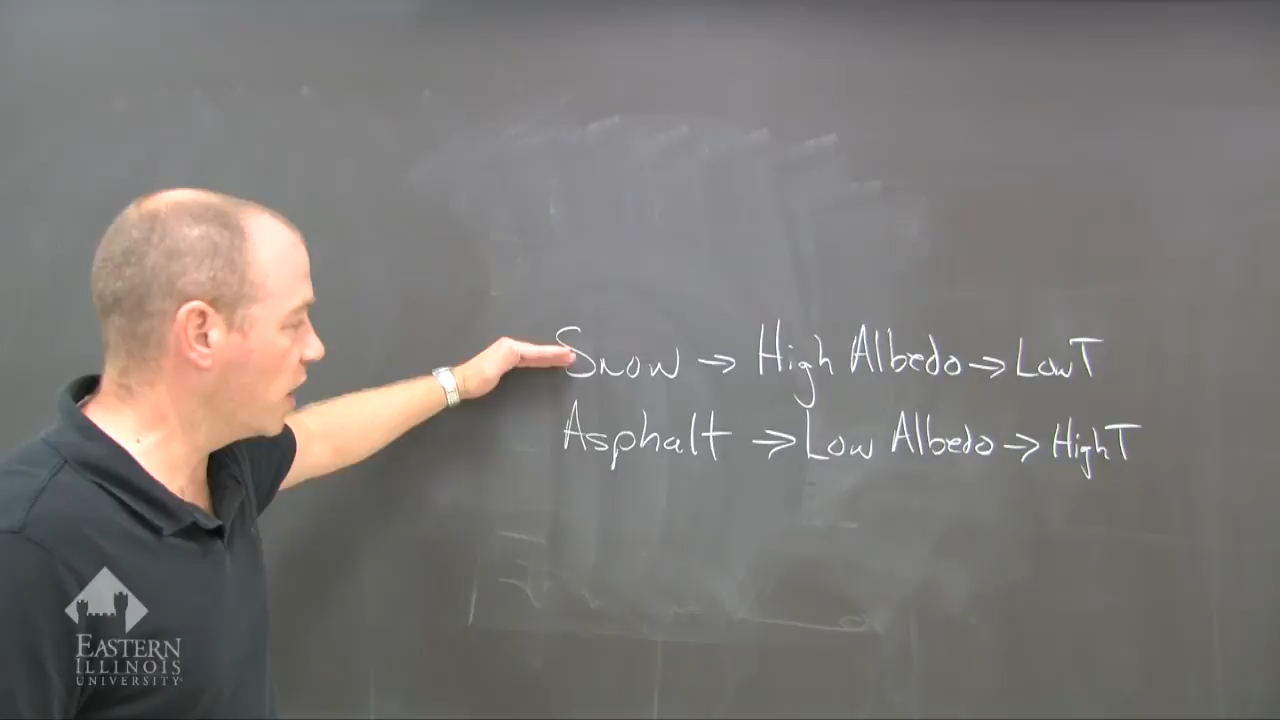 Snow → High Albedo → Low T
Asphalt → Low Albedo → High T
EASTERN
ILLINOIS
UNIVERSITY